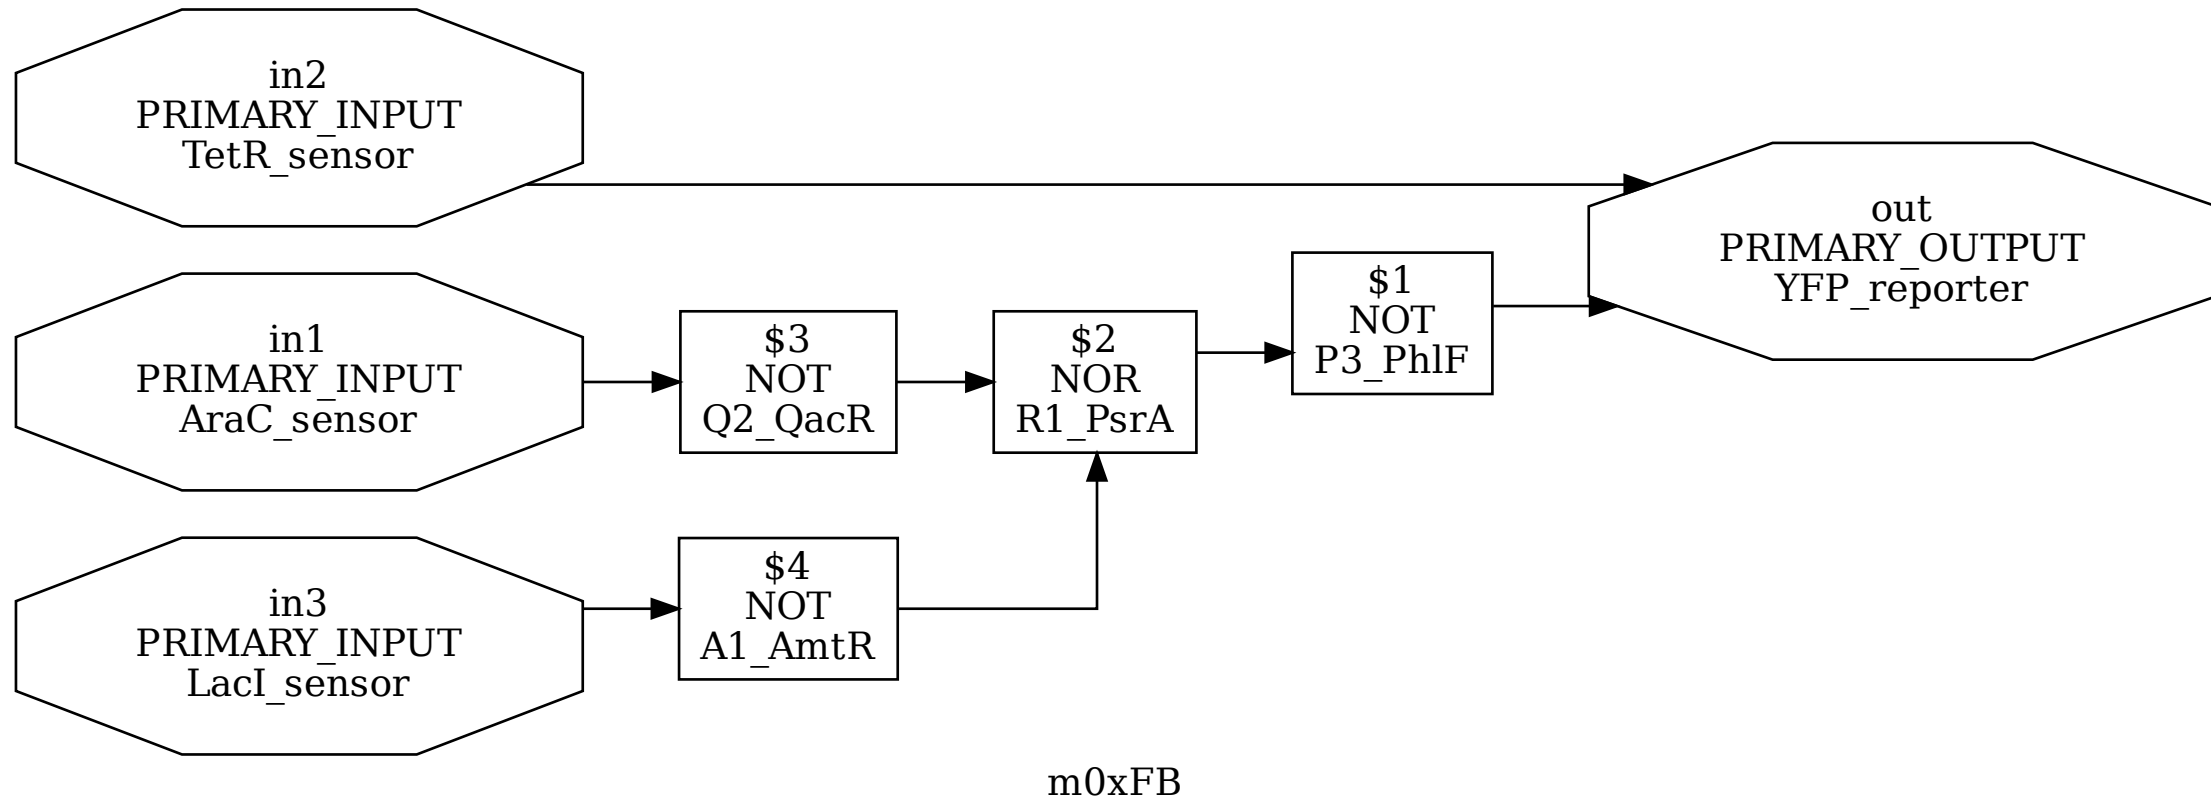 in2
PRIMARY_INPUT
TetR_sensor
out
PRIMARY_OUTPUT
YFP_reporter
in1
PRIMARY_INPUT
AraC_sensor
$3
NOT
Q2_QacR
$2
NOR
R1_PsrA
$1
NOT
P3_PhlF
in3
PRIMARY_INPUT
LacI_sensor
$4
NOT
A1_AmtR
m0xFB